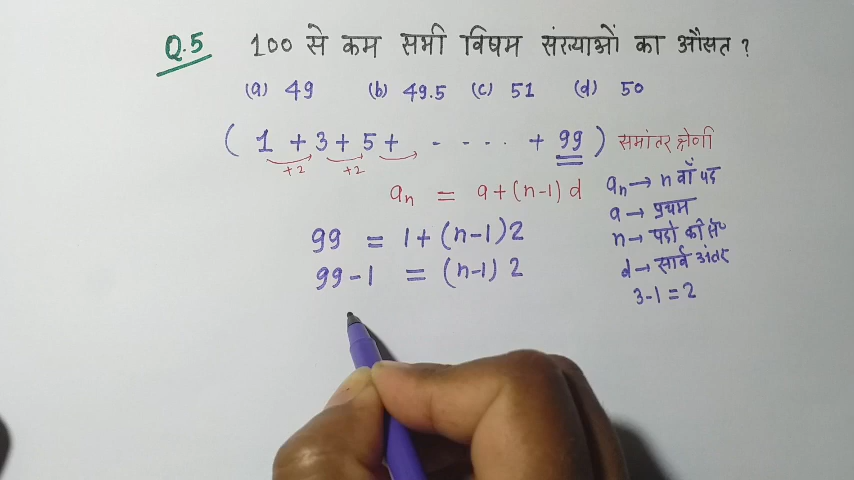 Q.5 100 से कम सभी विषम संख्याओं का औसत ?
(a) 49 (b) 49.5 (c) 51 (d) 50
( 1 + 3 + 5 + - - - - - + 99 ) समांतर श्रेणी
+2 +2
an = a + (n-1) d
an → n वाँ पद
a → प्रथम
99 = 1 + (n-1) 2
n → पदो की सं०
99 - 1 = (n-1) 2
d → सार्व अंतर
3-1 = 2